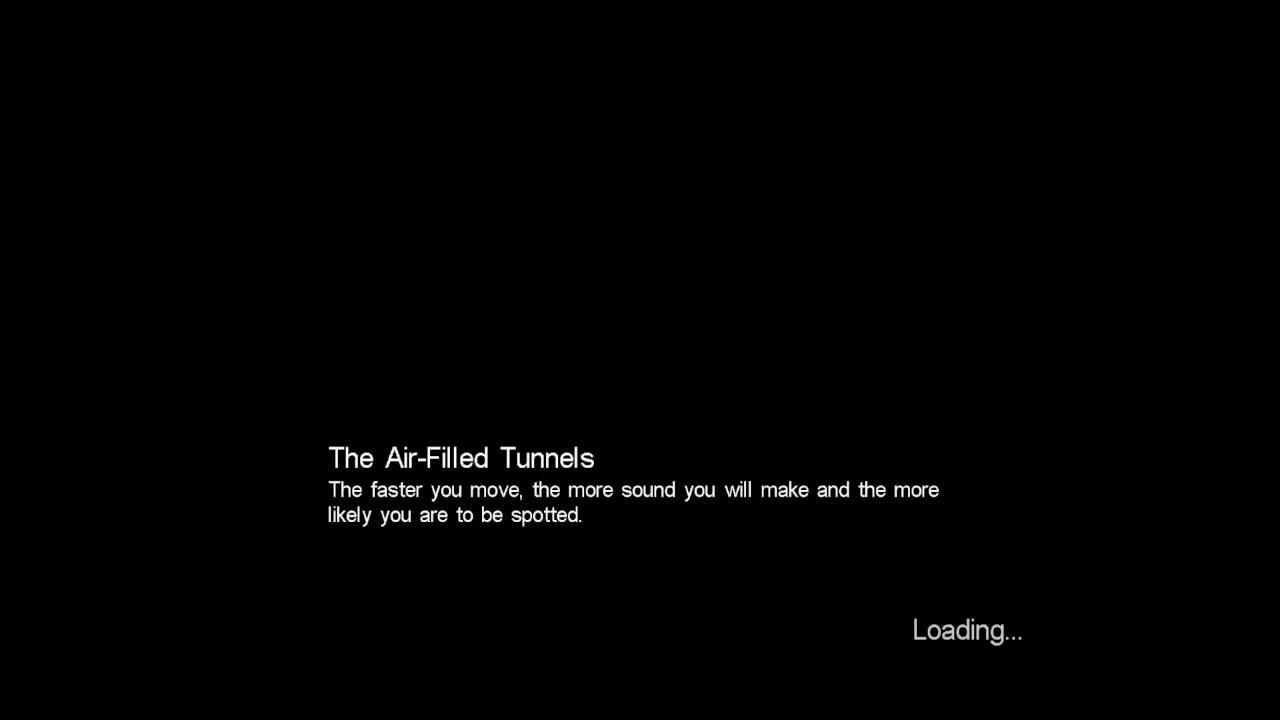 The Air-Filled Tunnels
The faster you move, the more sound you will make and the more
likely you are to be spotted.
Loading...